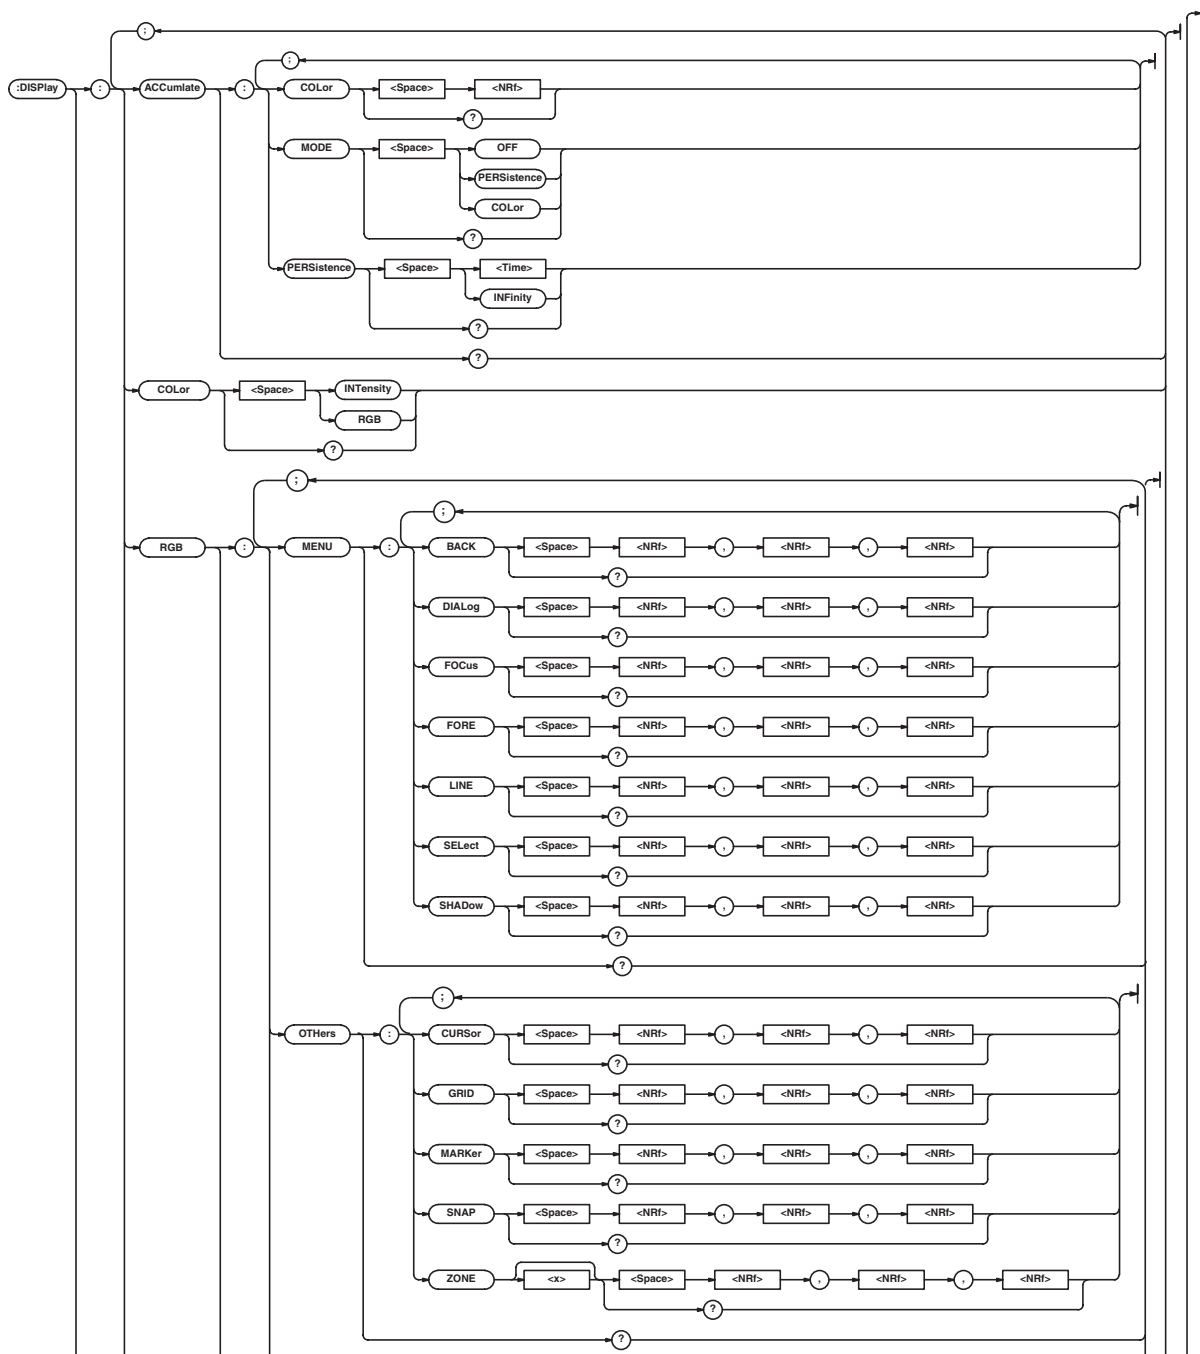 ;
;
:DISPlay : ACCumlate : COLor <Space> <NRf>
?
MODE <Space> OFF
PERSistence
COLor
?
PERSistence <Space> <Time>
INFinity
?
?
COLor <Space> INTensity
RGB
?
;
;
RGB : MENU : BACK <Space> <NRf> , <NRf> , <NRf>
?
DIALog <Space> <NRf> , <NRf> , <NRf>
?
FOCus <Space> <NRf> , <NRf> , <NRf>
?
FORE <Space> <NRf> , <NRf> , <NRf>
?
LINE <Space> <NRf> , <NRf> , <NRf>
?
SELect <Space> <NRf> , <NRf> , <NRf>
?
SHADow <Space> <NRf> , <NRf> , <NRf>
?
?
;
OTHers : CURSor <Space> <NRf> , <NRf> , <NRf>
?
GRID <Space> <NRf> , <NRf> , <NRf>
?
MARKer <Space> <NRf> , <NRf> , <NRf>
?
SNAP <Space> <NRf> , <NRf> , <NRf>
?
ZONE <x> <Space> <NRf> , <NRf> , <NRf>
?
?